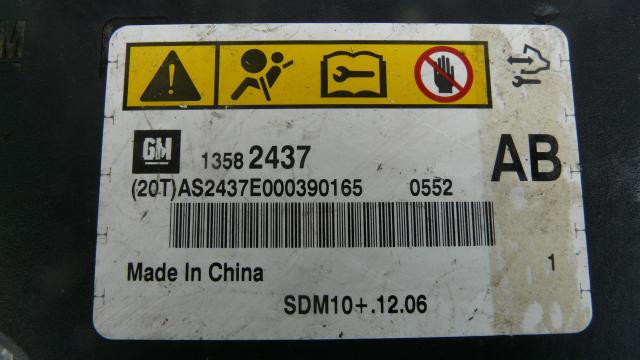 GM 1358 2437 AB
(20T)AS2437E000390165 0552
Made In China 1
SDM10+.12.06